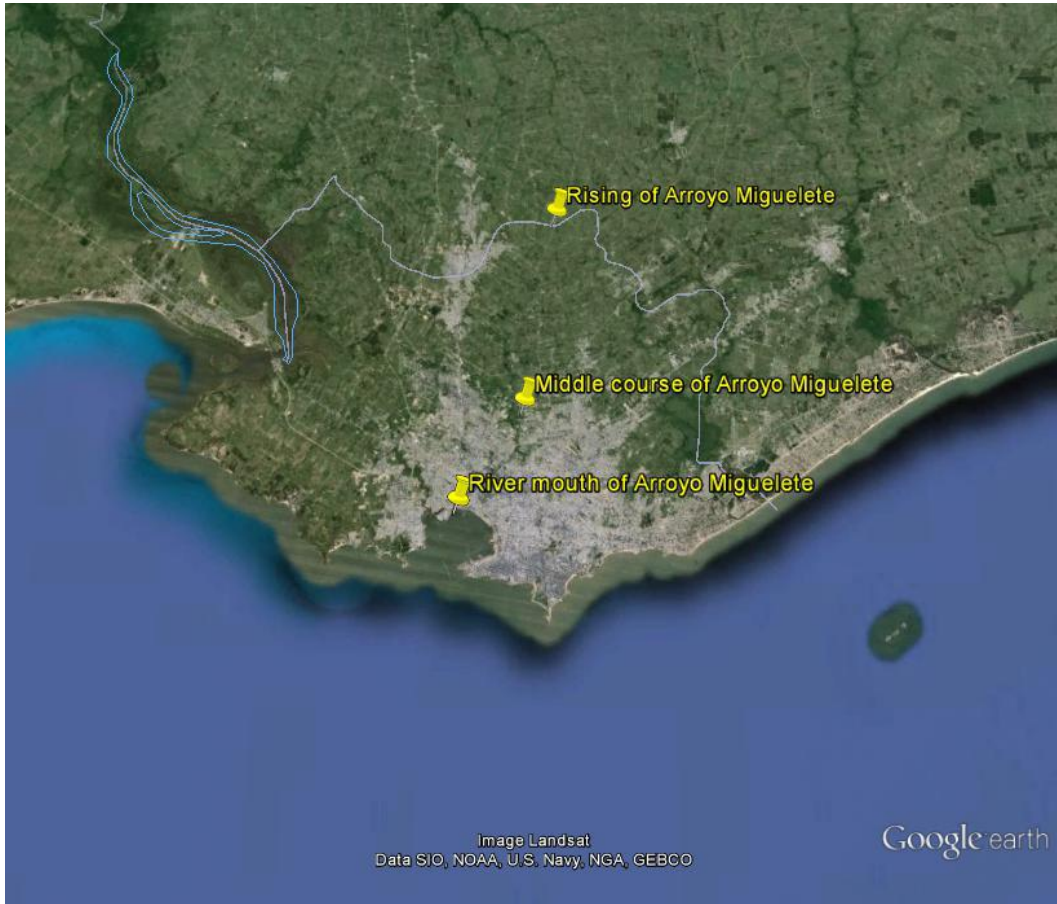 Rising of Arroyo Miguelete
Middle course of Arroyo Miguelete
River mouth of Arroyo Miguelete
Image Landsat
Data SIO, NOAA, U.S. Navy, NGA, GEBCO
Google earth